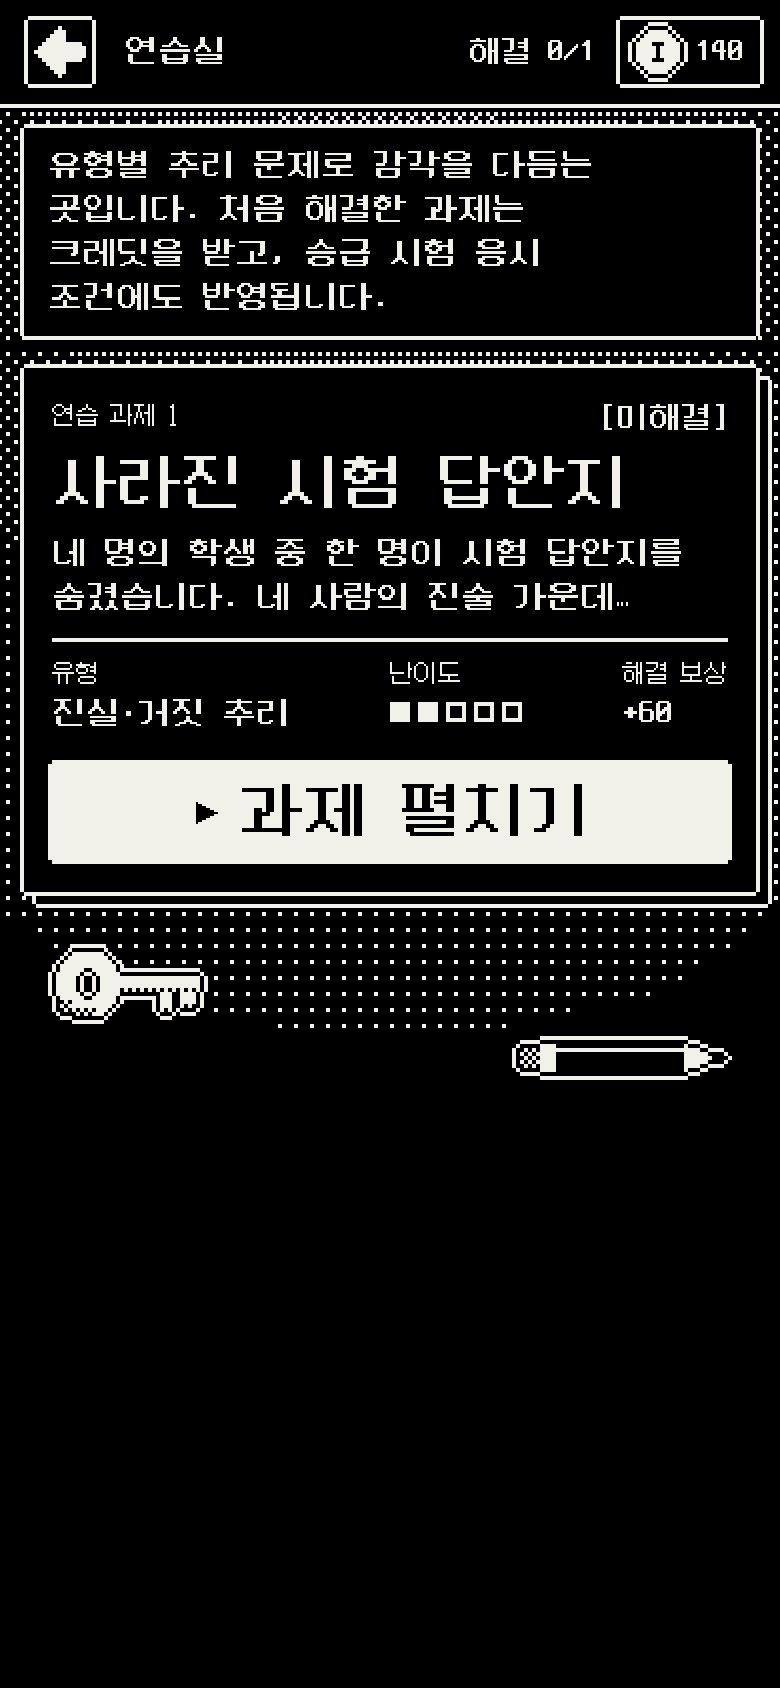 연습실
해결 0/1
I 140
유형별 추리 문제로 감각을 다듬는
곳입니다. 처음 해결한 과제는
크레딧을 받고, 승급 시험 응시
조건에도 반영됩니다.
연습 과제 1
[미해결]
사라진 시험 답안지
네 명의 학생 중 한 명이 시험 답안지를
숨겼습니다. 네 사람의 진술 가운데…
유형
난이도
해결 보상
진실·거짓 추리
+60
▶ 과제 펼치기